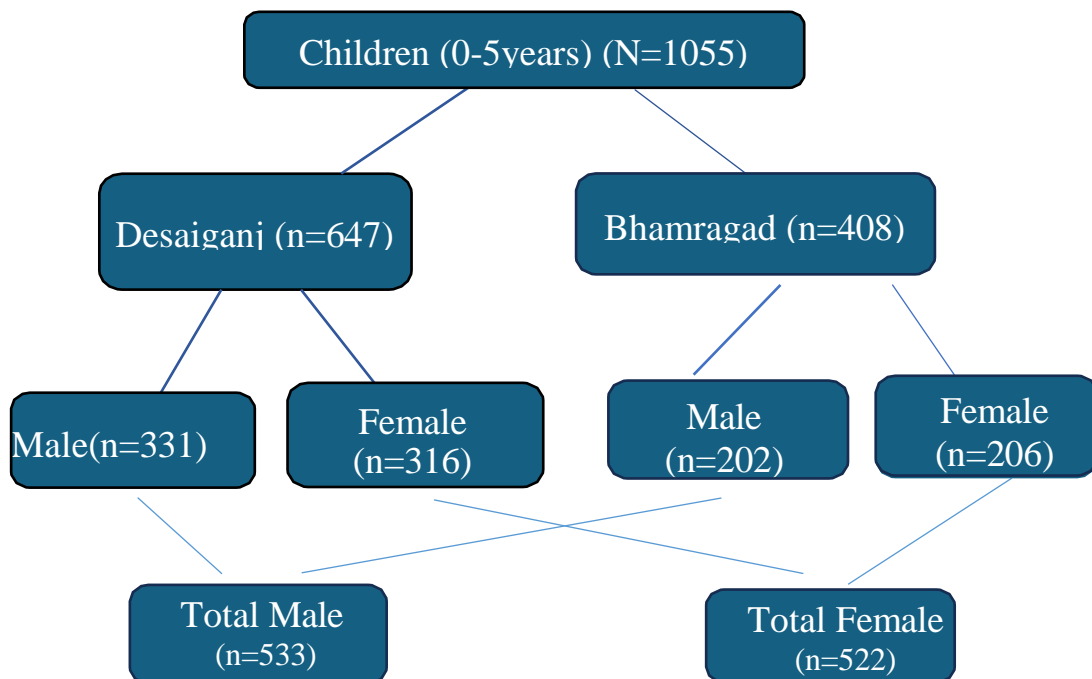 Children (0-5years) (N=1055)
Desaiganj (n=647)
Bhamragad (n=408)
Male(n=331)
Female
(n=316)
Male
(n=202)
Female
(n=206)
Total Male
(n=533)
Total Female
(n=522)